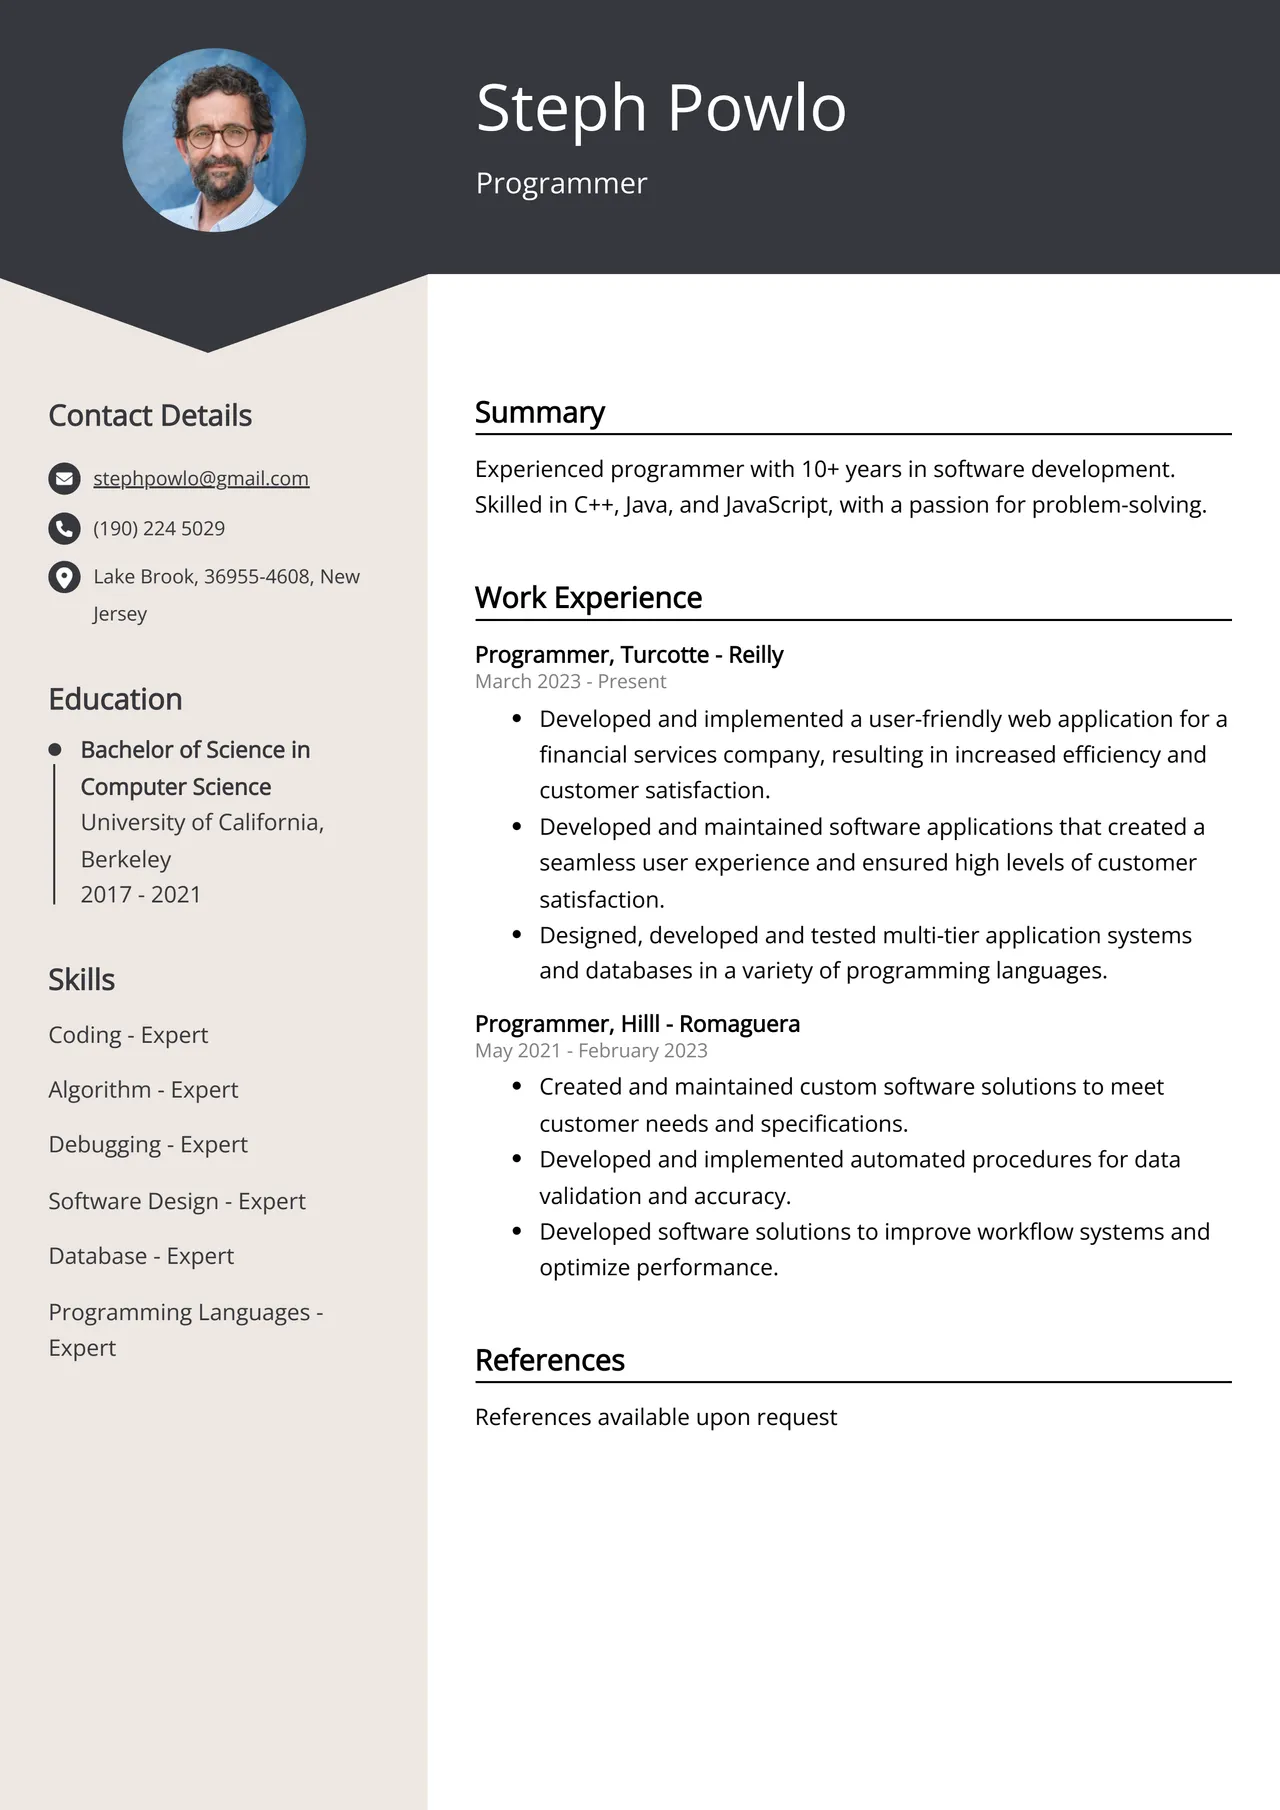 Steph Powlo
Programmer
Contact Details
stephpowlo@gmail.com
(190) 224 5029
Lake Brook, 36955-4608, New
Jersey
Education
Bachelor of Science in
Computer Science
University of California,
Berkeley
2017 - 2021
Skills
Coding - Expert
Algorithm - Expert
Debugging - Expert
Software Design - Expert
Database - Expert
Programming Languages -
Expert
Summary
Experienced programmer with 10+ years in software development.
Skilled in C++, Java, and JavaScript, with a passion for problem-solving.
Work Experience
Programmer, Turcotte - Reilly
March 2023 - Present
• Developed and implemented a user-friendly web application for a
financial services company, resulting in increased efficiency and
customer satisfaction.
• Developed and maintained software applications that created a
seamless user experience and ensured high levels of customer
satisfaction.
• Designed, developed and tested multi-tier application systems
and databases in a variety of programming languages.
Programmer, Hilll - Romaguera
May 2021 - February 2023
• Created and maintained custom software solutions to meet
customer needs and specifications.
• Developed and implemented automated procedures for data
validation and accuracy.
• Developed software solutions to improve workflow systems and
optimize performance.
References
References available upon request